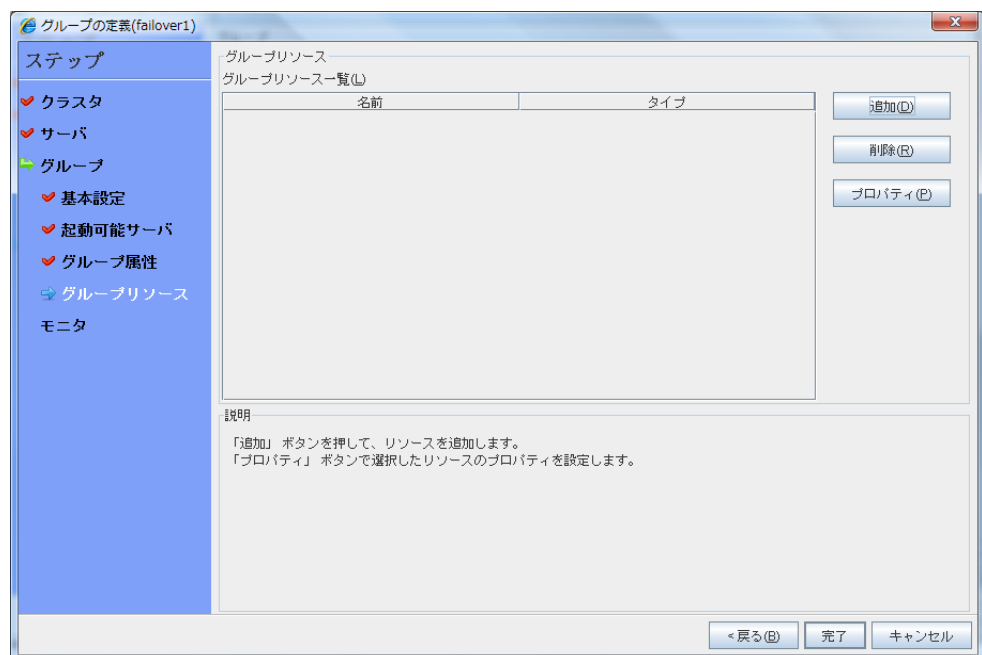 グループの定義(failover1)
ステップ
クラスタ
サーバ
グループ
基本設定
起動可能サーバ
グループ属性
グループリソース
モニタ
グループリソース
グループリソース一覧(L)
名前 タイプ
追加(D)
削除(R)
プロパティ(P)
説明
「追加」 ボタンを押して、リソースを追加します。
「プロパティ」 ボタンで選択したリソースのプロパティを設定します。
<戻る(B) 完了 キャンセル